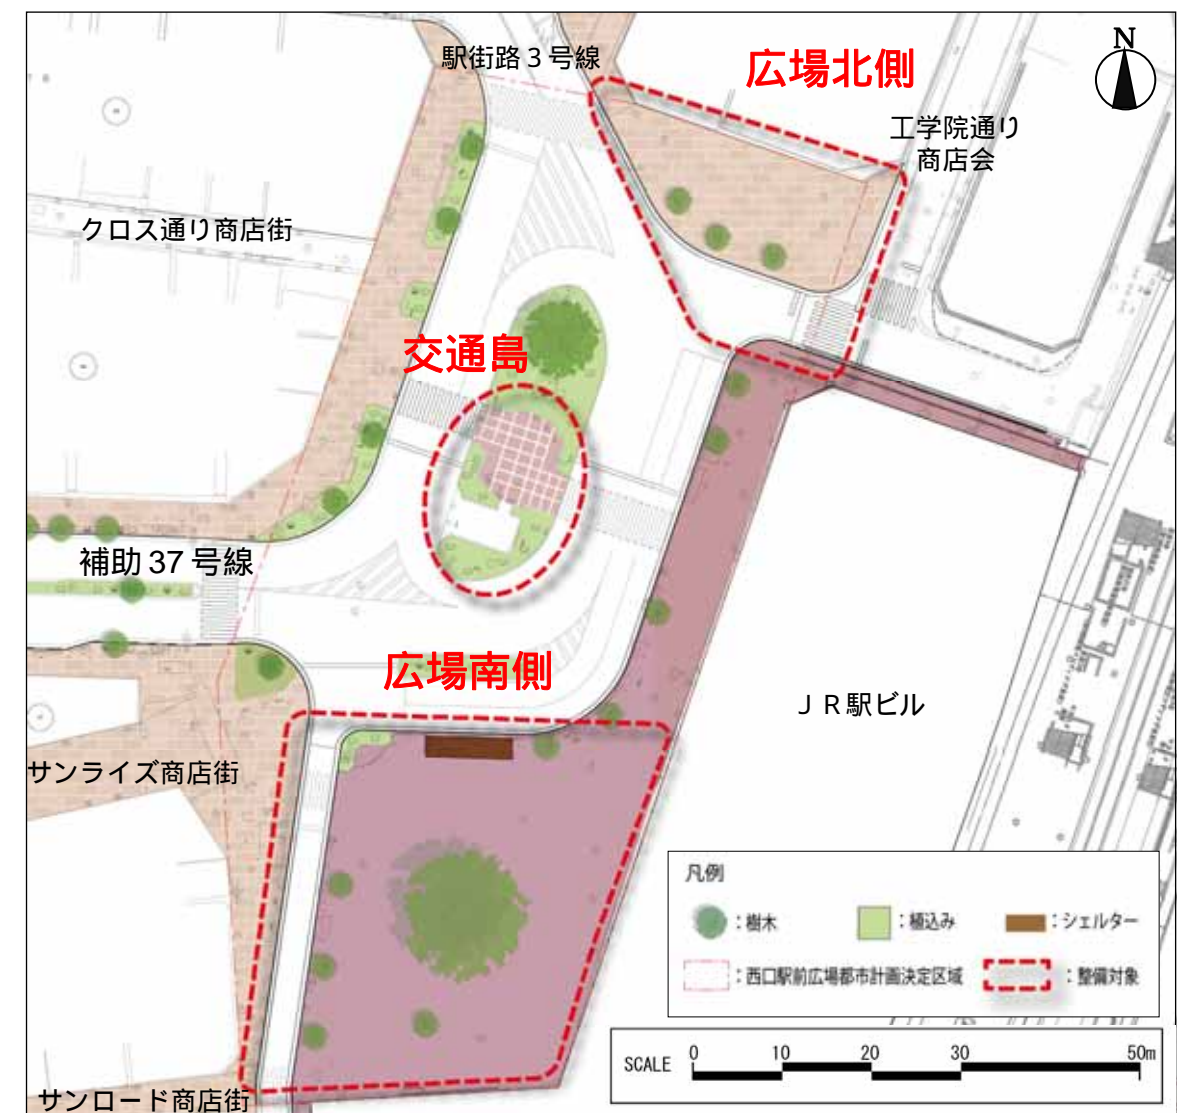 駅街路3号線
広場北側
N
工学院通り
商店会
クロス通り商店街
交通島
補助37号線
広場南側
JR駅ビル
サンライズ商店街
凡例
:樹木
:植込み
:シェルター
:西口駅前広場都市計画決定区域
:整備対象
SCALE 0 10 20 30 50m
サンロード商店街